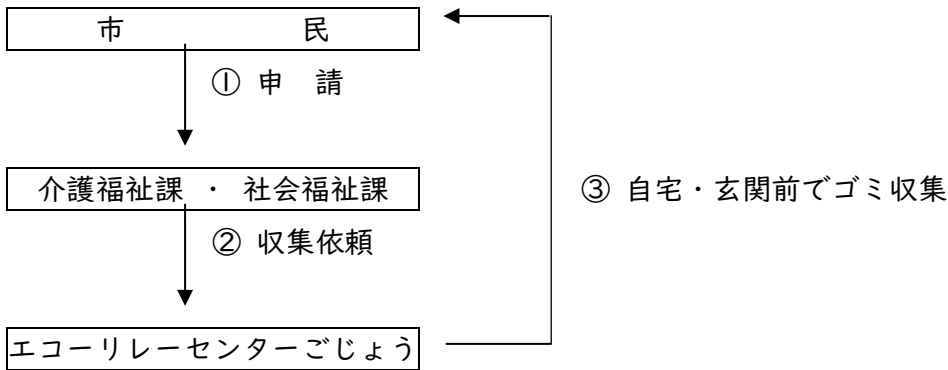 市　　　民
① 申　請
介護福祉課 ・ 社会福祉課
③ 自宅・玄関前でゴミ収集
② 収集依頼
エコーリレーセンターごじょう